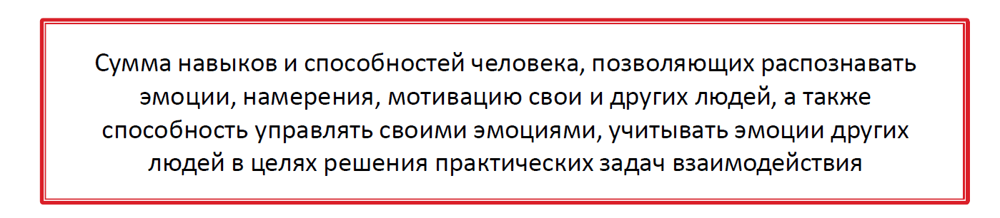 Сумма навыков и способностей человека, позволяющих распознавать
эмоции, намерения, мотивацию свои и других людей, а также
способность управлять своими эмоциями, учитывать эмоции других
людей в целях решения практических задач взаимодействия